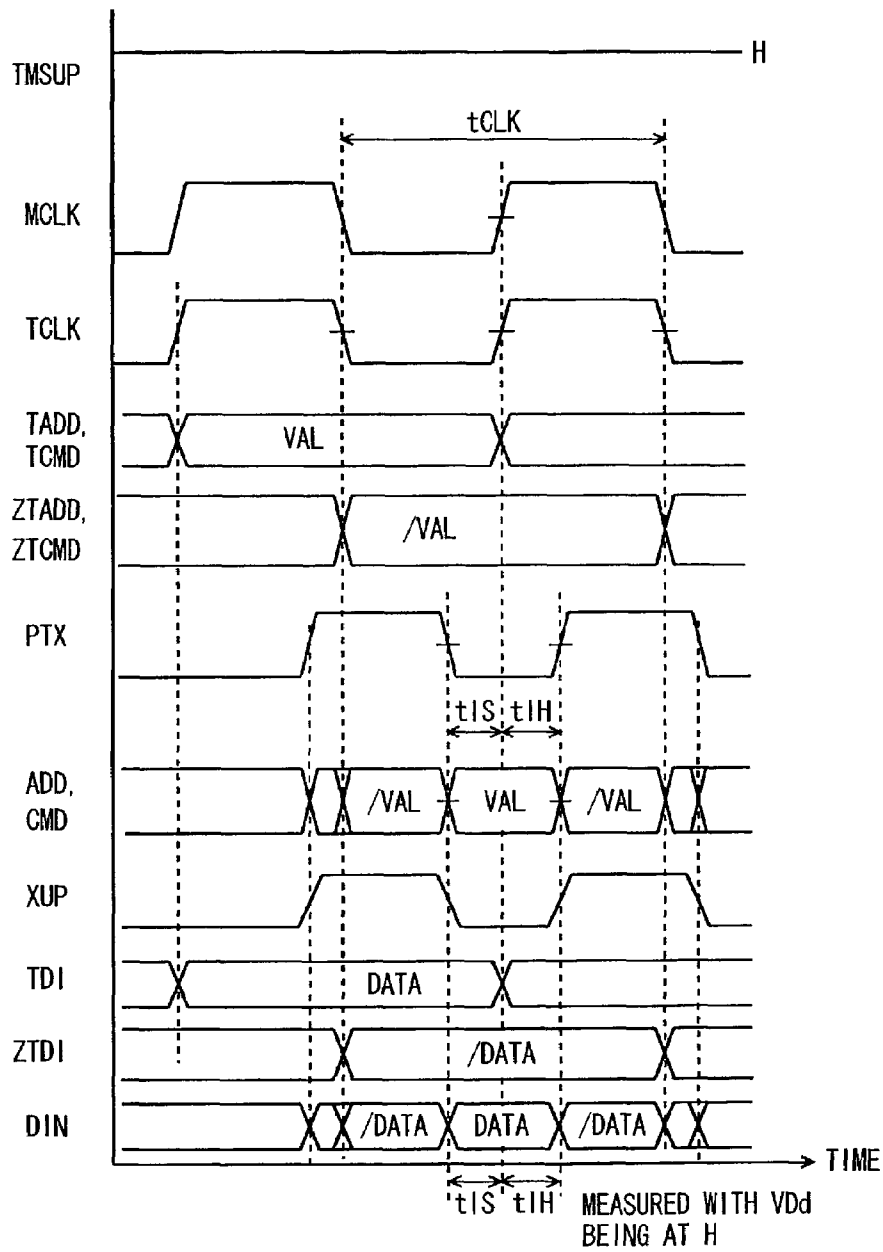 H
TMSUP
tCLK
MCLK
TCLK
TADD,
TCMD
VAL
ZTADD,
ZTCMD
/VAL
PTX
tIS tIH
ADD,
CMD
/VAL VAL /VAL
XUP
TDI
DATA
ZTDI
/DATA
DIN
/DATA DATA /DATA
TIME
tIS tIH MEASURED WITH VDd
BEING AT H